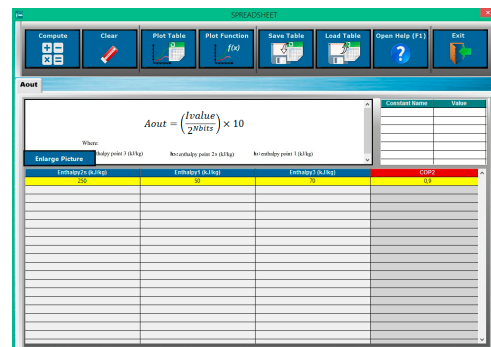 SPREADSHEET
Compute Clear Plot Table Plot Function Save Table Load Table Open Help (F1) Exit
f(x)
Aout
Constant Name Value
Aout = (Ivalue / 2^Nbits) × 10
Where:
point 3 (kJ/kg) enthalpy point 2s (kJ/kg) enthalpy point 1 (kJ/kg)
Enlarge Picture
Enthalpy2s (kJ/kg) Enthalpy1 (kJ/kg) Enthalpy3 (kJ/kg) COP2
250 50 70 0,9